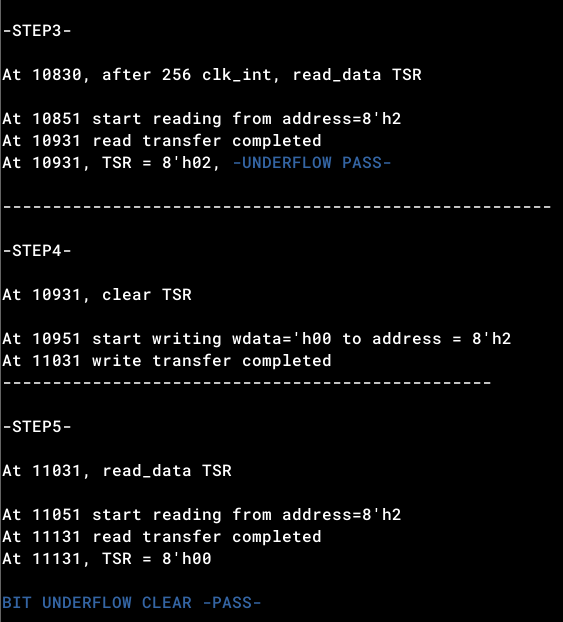 -STEP3-
At 10830, after 256 clk_int, read_data TSR
At 10851 start reading from address=8'h2
At 10931 read transfer completed
At 10931, TSR = 8'h02, -UNDERFLOW PASS-
-------------------------------------------------------
-STEP4-
At 10931, clear TSR
At 10951 start writing wdata='h00 to address = 8'h2
At 11031 write transfer completed
-------------------------------------------------
-STEP5-
At 11031, read_data TSR
At 11051 start reading from address=8'h2
At 11131 read transfer completed
At 11131, TSR = 8'h00
BIT UNDERFLOW CLEAR -PASS-